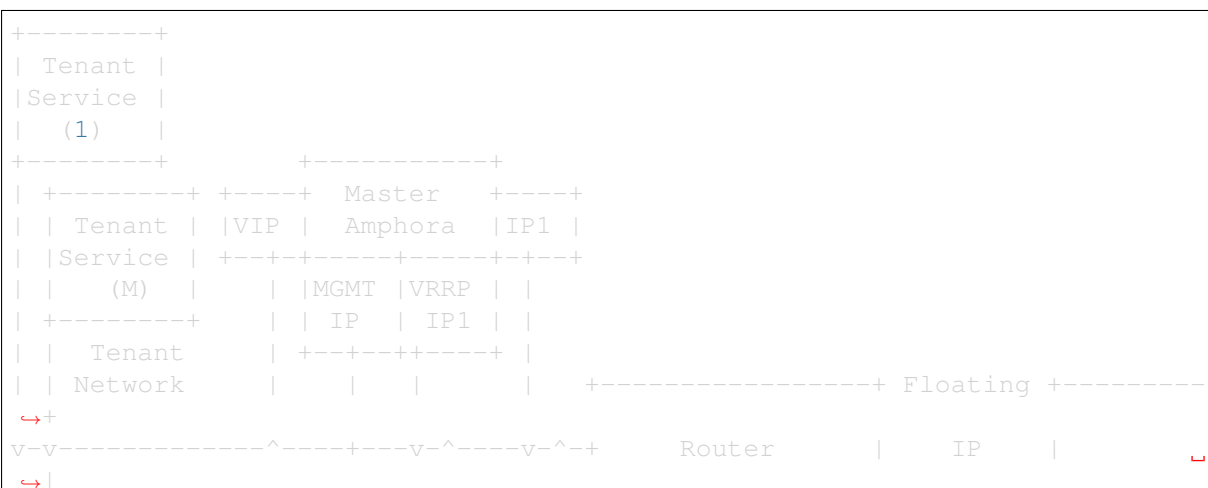 +--------+
| Tenant |
|Service |
|  (1)   |
+--------+        +-----------+
| +--------+ +----+  Master   +----+
| | Tenant | |VIP |  Amphora  |IP1 |
| |Service | +--+-+-----+-----+-+--+
| |   (M)  |    | |MGMT |VRRP | |
| +--------+    | | IP  | IP1 | |
| |  Tenant     | +--+--++----+ |
| | Network     |    |   |      |   +-----------------+ Floating +---------
↪+
v-v-------------^----+---v-^----v-^-+     Router      |    IP    |         ␣
↪|